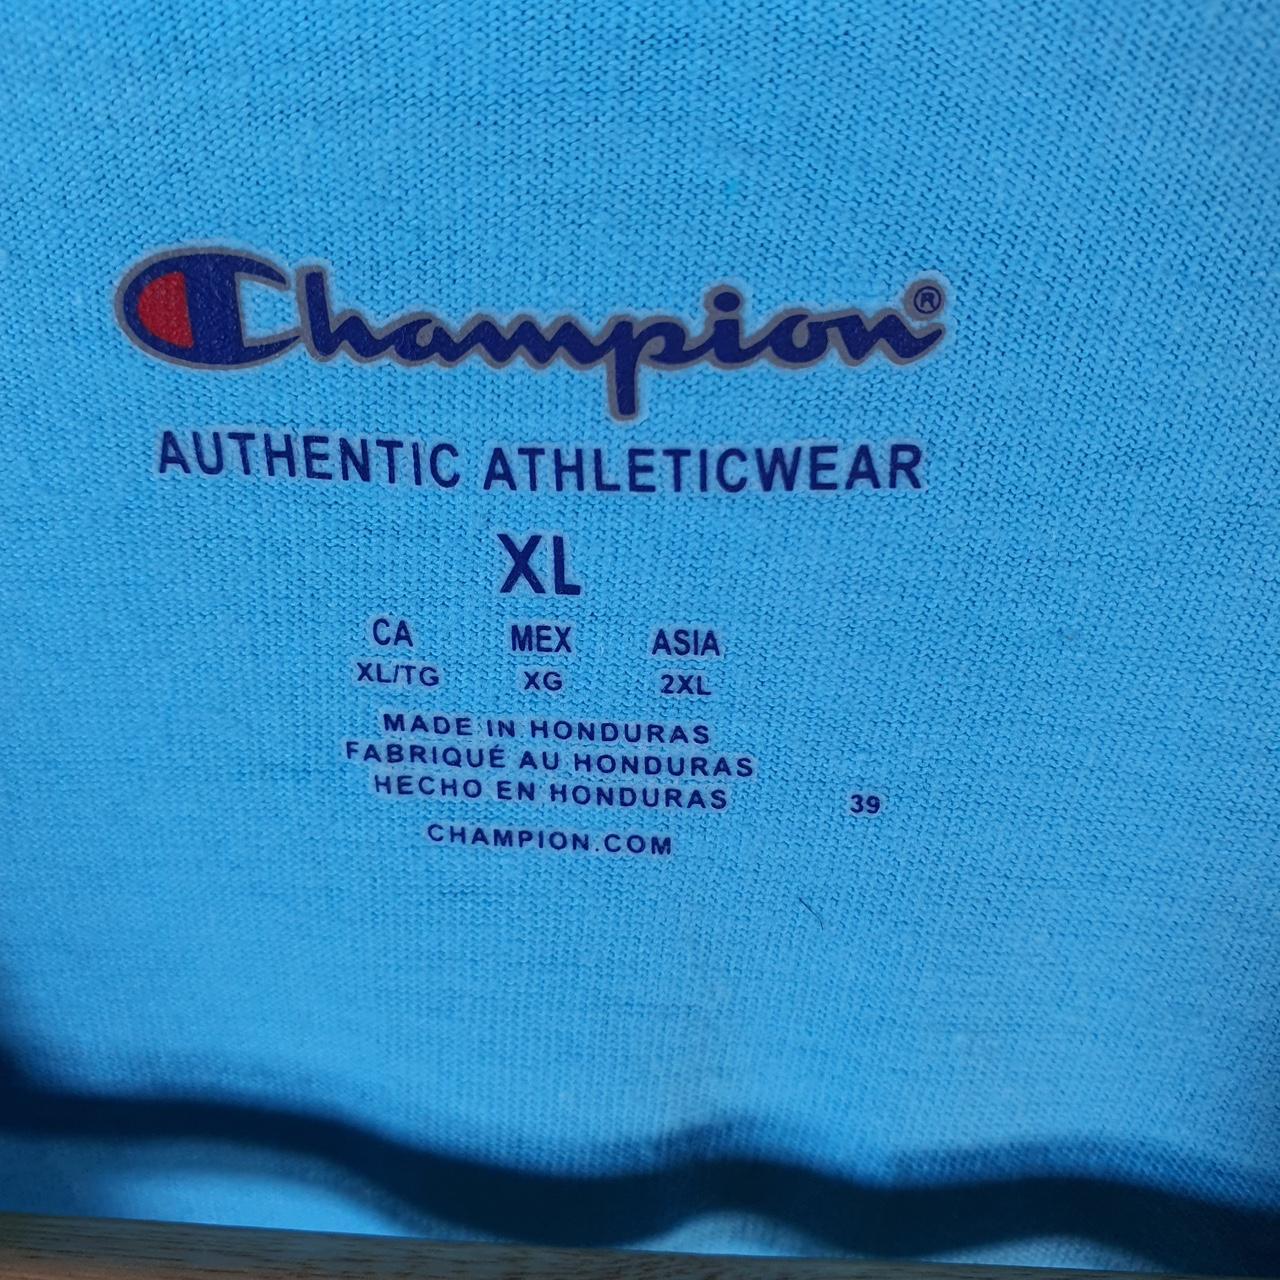 Champion®
AUTHENTIC ATHLETICWEAR
XL
CA MEX ASIA
XL/TG XG 2XL
MADE IN HONDURAS
FABRIQUÉ AU HONDURAS
HECHO EN HONDURAS 39
CHAMPION.COM